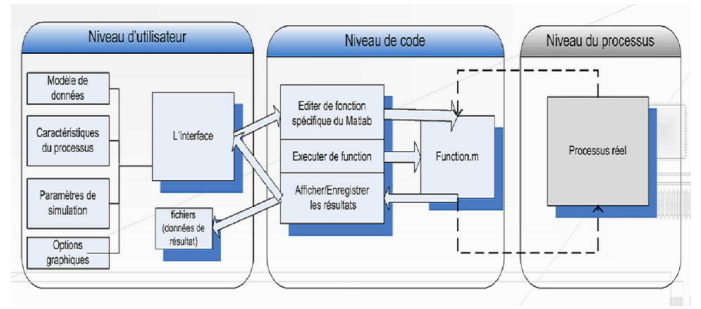 Niveau d'utilisateur
Modèle de
données
Caractéristiques
du processus
Paramètres de
simulation
Options
graphiques
L'Interface
fichiers
(données de
résultat)
Niveau de code
Editer de fonction
spécifique du Matlab
Executer de function
Afficher/Enregistrer
les résultats
Function.m
Niveau du processus
Processus réel